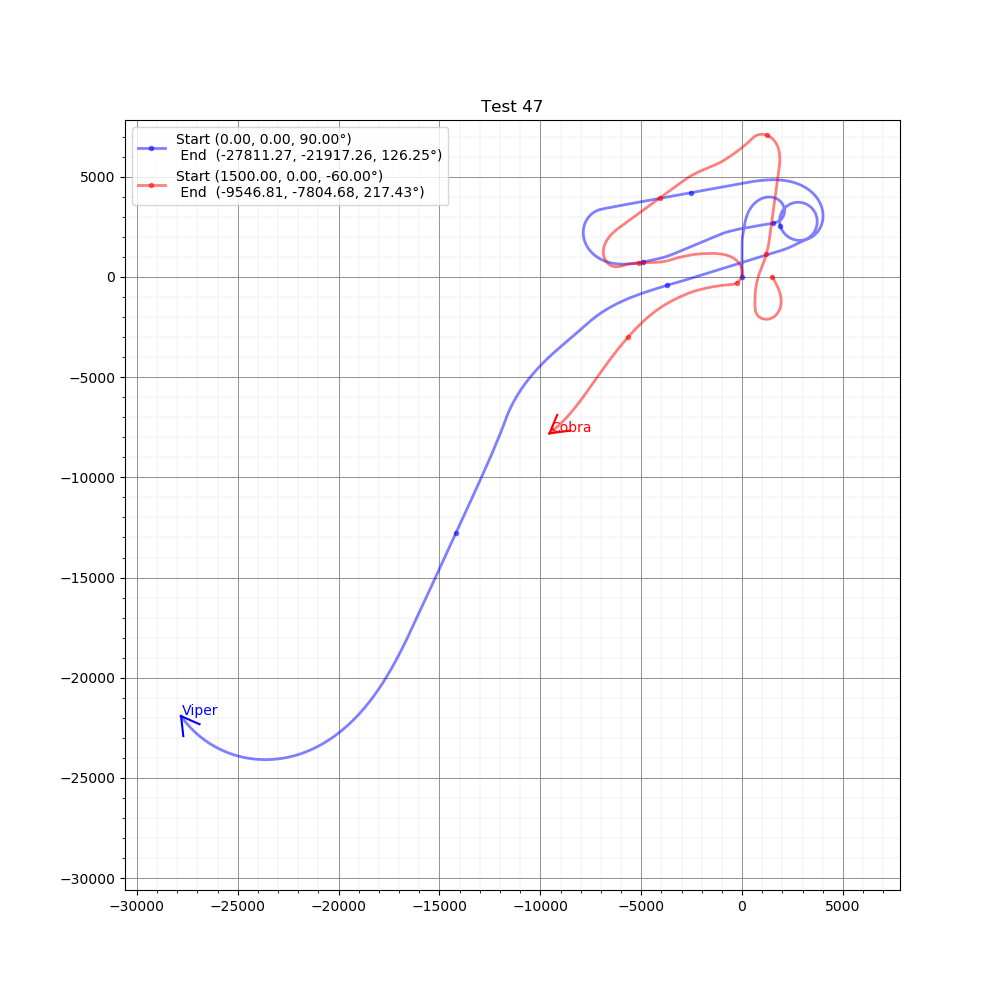 Test 47
Start (0.00, 0.00, 90.00°)
End  (-27811.27, -21917.26, 126.25°)
Start (1500.00, 0.00, -60.00°)
End  (-9546.81, -7804.68, 217.43°)
5000
0
−5000
−10000
−15000
−20000
−25000
−30000
Cobra
Viper
−30000 −25000 −20000 −15000 −10000 −5000 0 5000